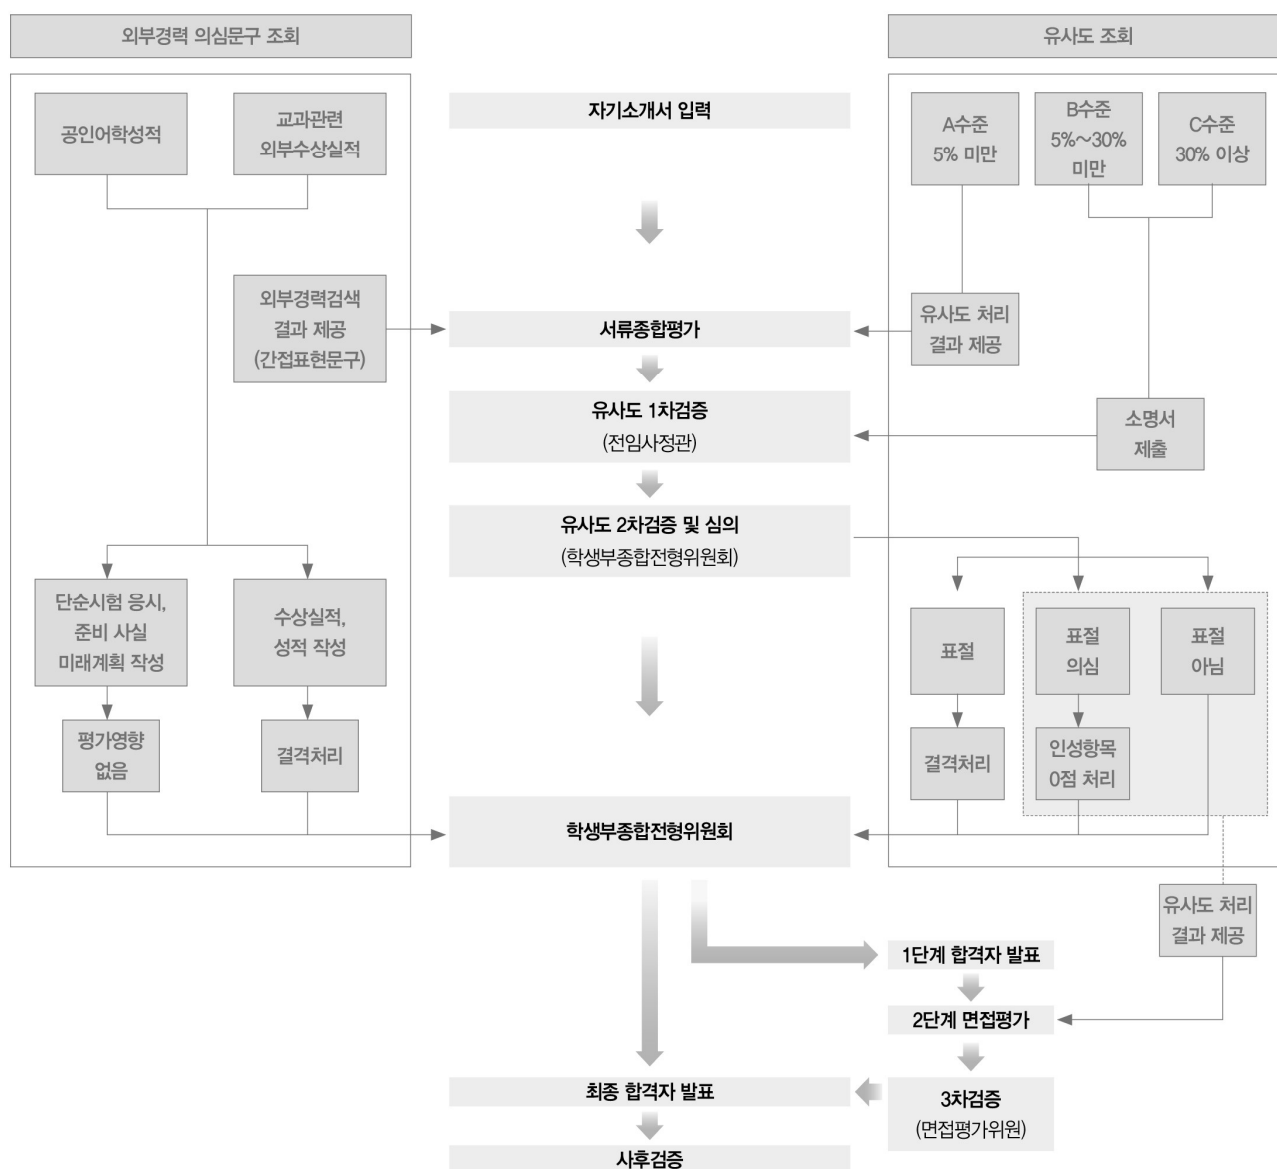 외부경력 의심문구 조회
공인어학성적
교과관련
외부수상실적
외부경력검색
결과 제공
(간접표현문구)
단순시험 응시,
준비 사실
미래계획 작성
수상실적,
성적 작성
평가영향
없음
결격처리
자기소개서 입력
서류종합평가
유사도 1차검증
(전임사정관)
유사도 2차검증 및 심의
(학생부종합전형위원회)
학생부종합전형위원회
유사도 조회
A수준
5% 미만
B수준
5%~30%
미만
C수준
30% 이상
유사도 처리
결과 제공
소명서
제출
표절
표절
의심
표절
아님
결격처리
인성항목
0점 처리
유사도 처리
결과 제공
1단계 합격자 발표
2단계 면접평가
3차검증
(면접평가위원)
최종 합격자 발표
사후검증